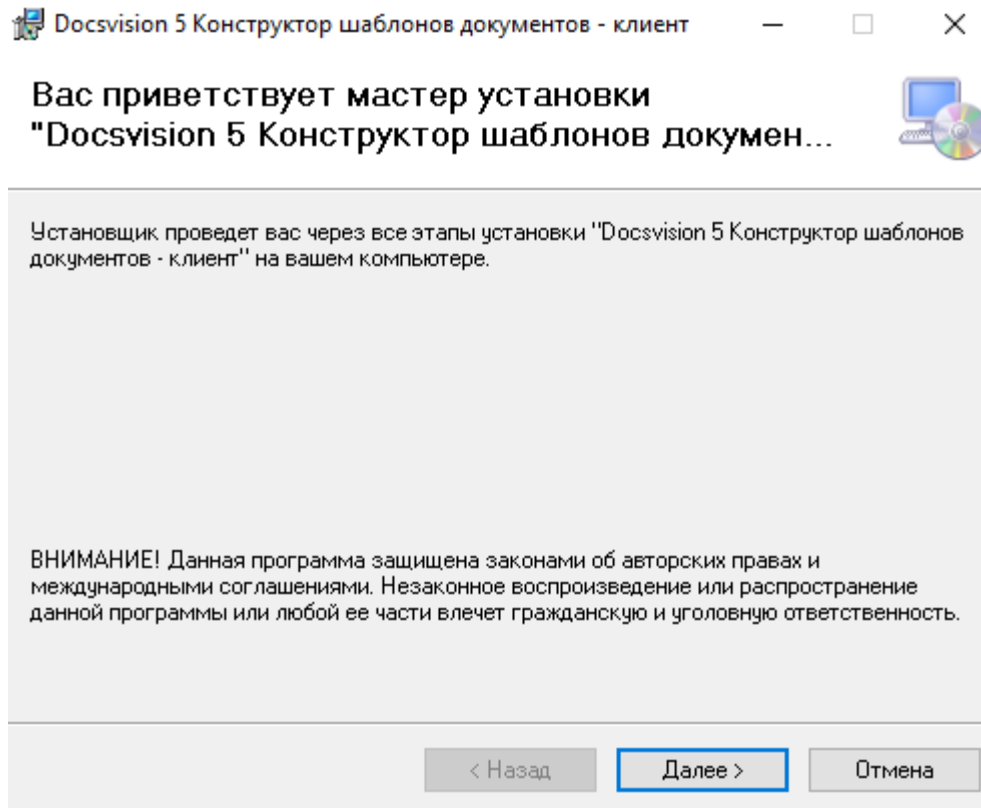 Docsvision 5 Конструктор шаблонов документов - клиент
Вас приветствует мастер установки
"Docsvision 5 Конструктор шаблонов докумен...
Установщик проведет вас через все этапы установки "Docsvision 5 Конструктор шаблонов
документов - клиент" на вашем компьютере.
ВНИМАНИЕ! Данная программа защищена законами об авторских правах и
международными соглашениями. Незаконное воспроизведение или распространение
данной программы или любой ее части влечет гражданскую и уголовную ответственность.
< Назад
Далее >
Отмена